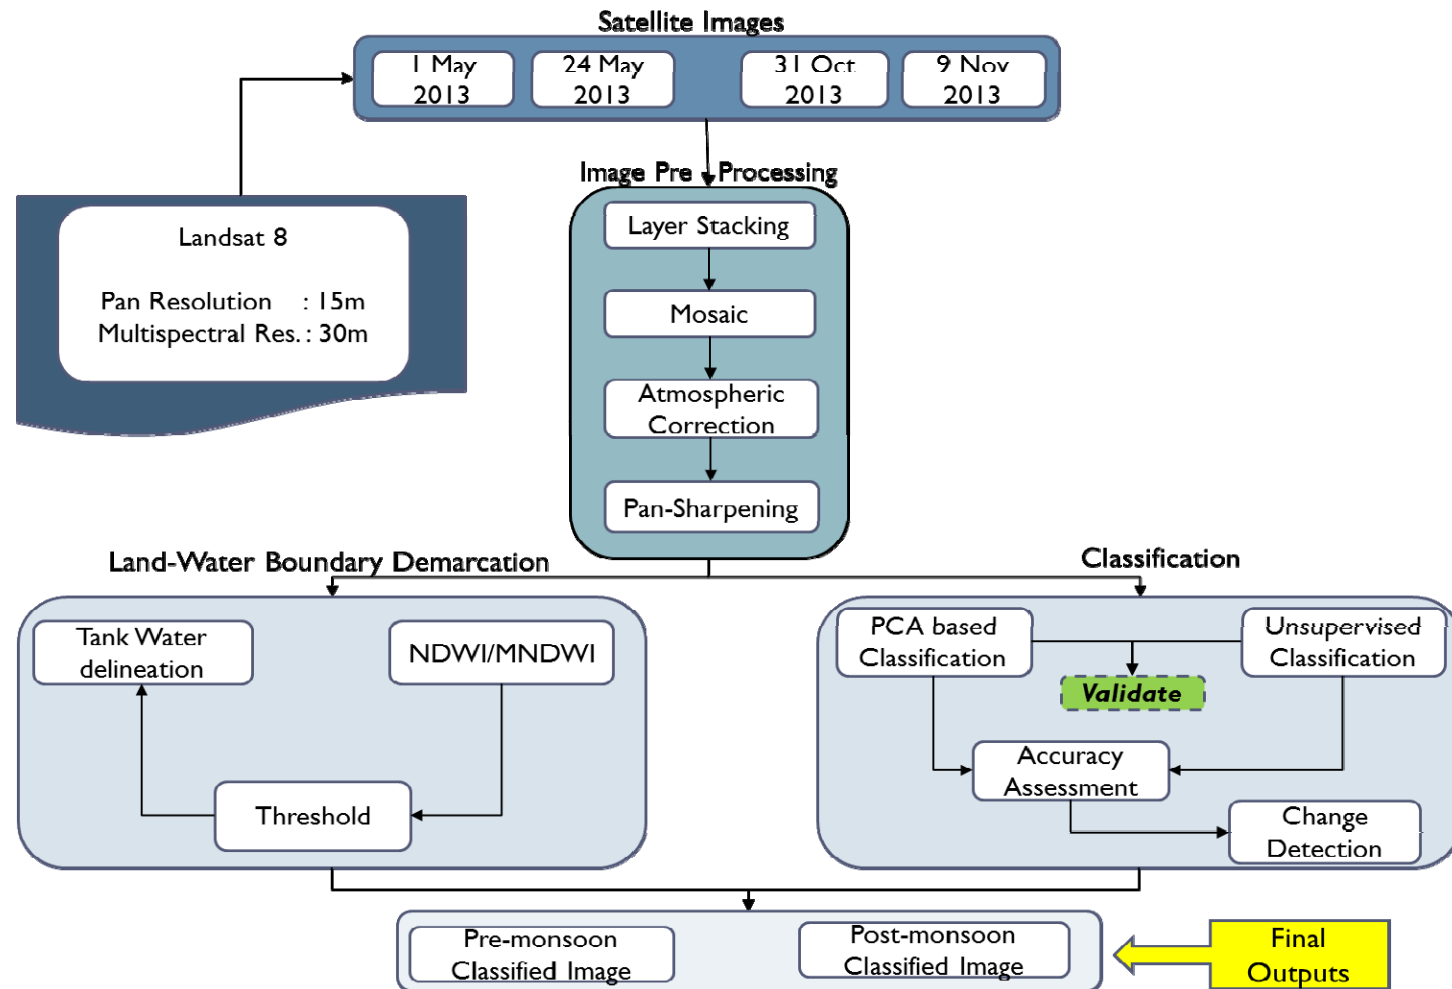 Satellite Images
1 May
2013
24 May
2013
31 Oct
2013
9 Nov
2013
Image Pre - Processing
Landsat 8
Pan Resolution : 15m
Multispectral Res. : 30m
Layer Stacking
Mosaic
Atmospheric
Correction
Pan-Sharpening
Land-Water Boundary Demarcation
Tank Water
delineation
NDWI/MNDWI
Threshold
Classification
PCA based
Classification
Unsupervised
Classification
Validate
Accuracy
Assessment
Change
Detection
Pre-monsoon
Classified Image
Post-monsoon
Classified Image
Final
Outputs